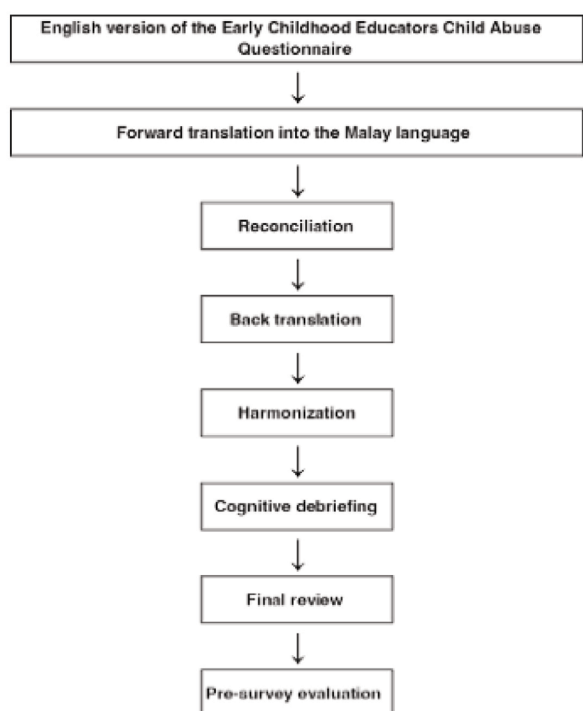 English version of the Early Childhood Educators Child Abuse
Questionnaire
Forward translation into the Malay language
Reconciliation
Back translation
Harmonization
Cognitive debriefing
Final review
Pre-survey evaluation